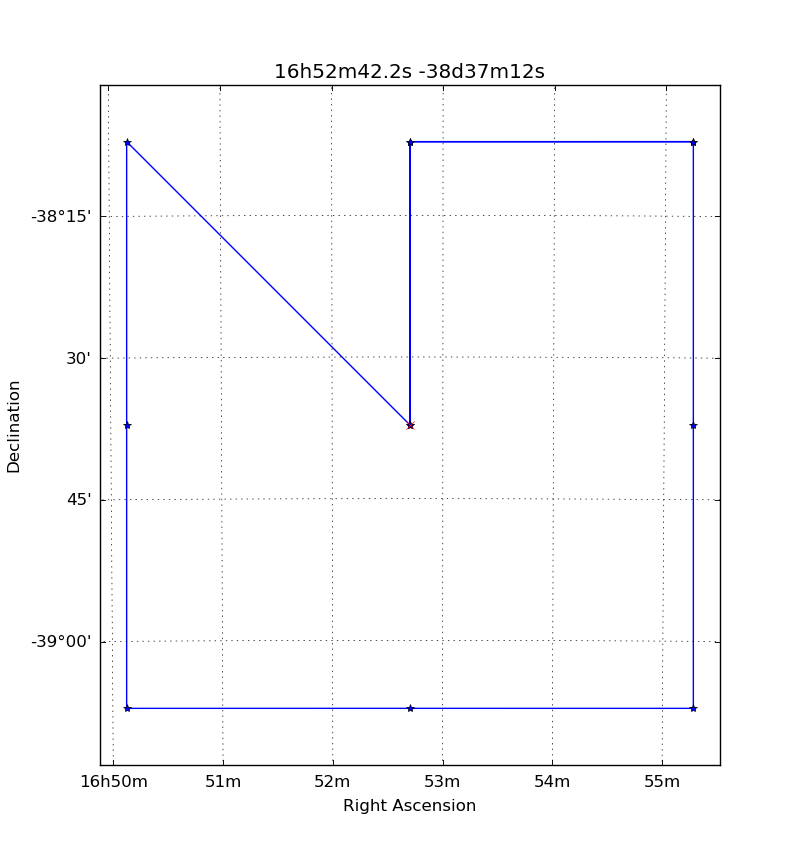 16h52m42.2s -38d37m12s
-38°15'
30'
45'
-39°00'
Declination
16h50m 51m 52m 53m 54m 55m
Right Ascension